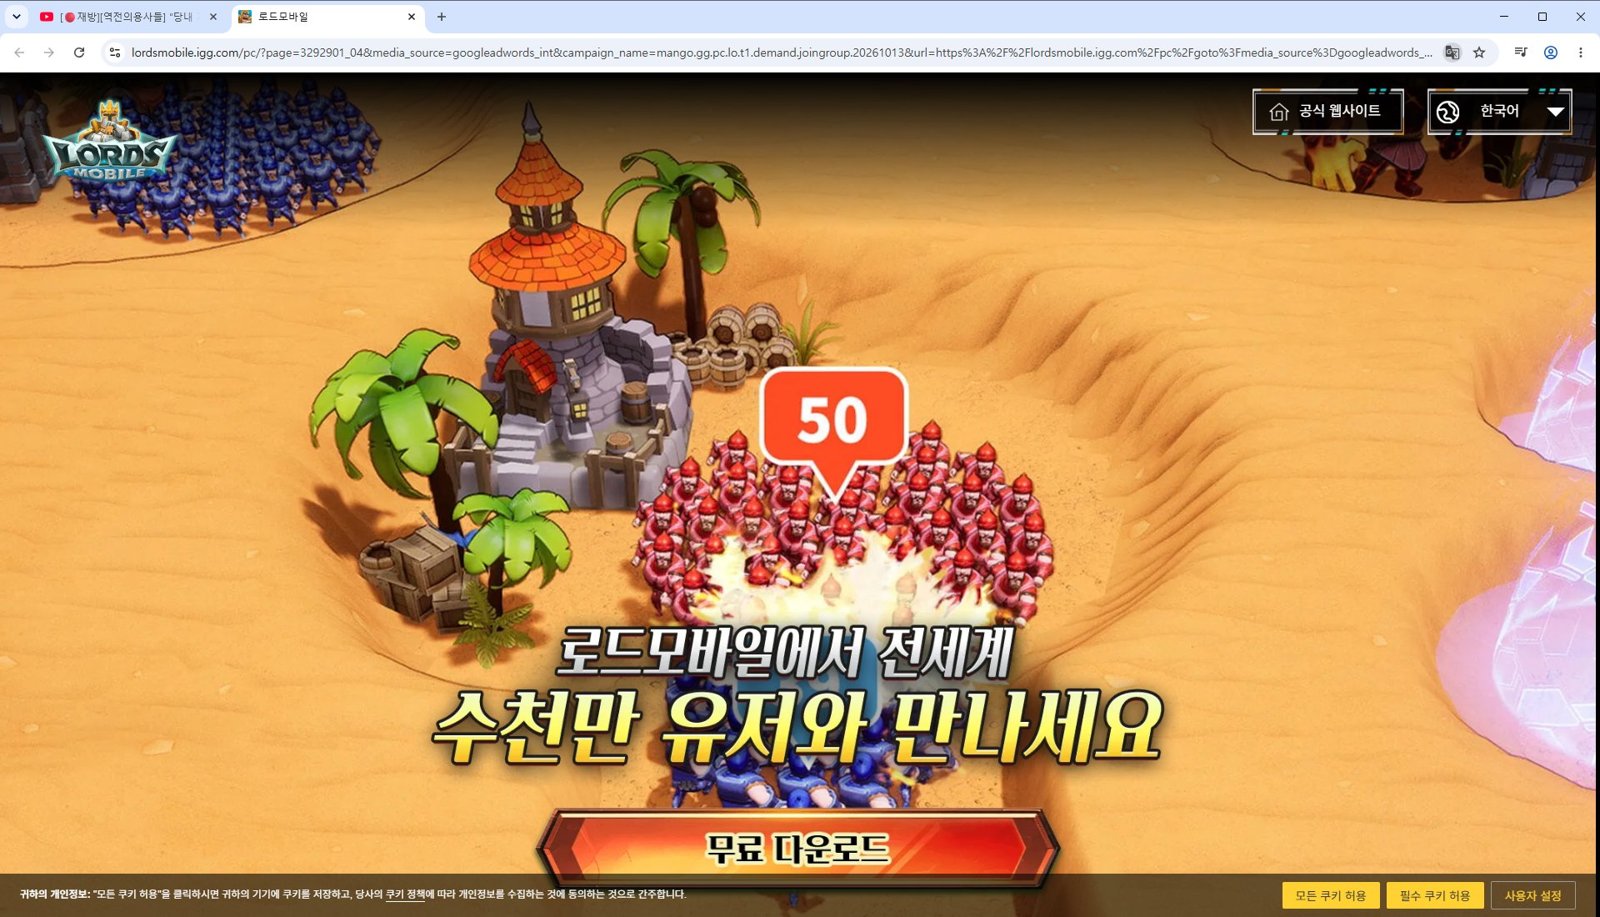 [🔴재방][역전의용사들] "당내
로드모바일
lordsmobile.igg.com/pc/?page=3292901_04&media_source=googleadwords_int&campaign_name=mango.gg.pc.lo.t1.demand.joingroup.20261013&url=https%3A%2F%2Flordsmobile.igg.com%2Fpc%2Fgoto%3Fmedia_source%3Dgoogleadwords_...
LORDS
MOBILE
공식 웹사이트
한국어
50
로드모바일에서 전세계
수천만 유저와 만나세요
무료 다운로드
귀하의 개인정보: "모든 쿠키 허용"을 클릭하시면 귀하의 기기에 쿠키를 저장하고, 당사의 쿠키 정책에 따라 개인정보를 수집하는 것에 동의하는 것으로 간주합니다.
모든 쿠키 허용
필수 쿠키 허용
사용자 설정